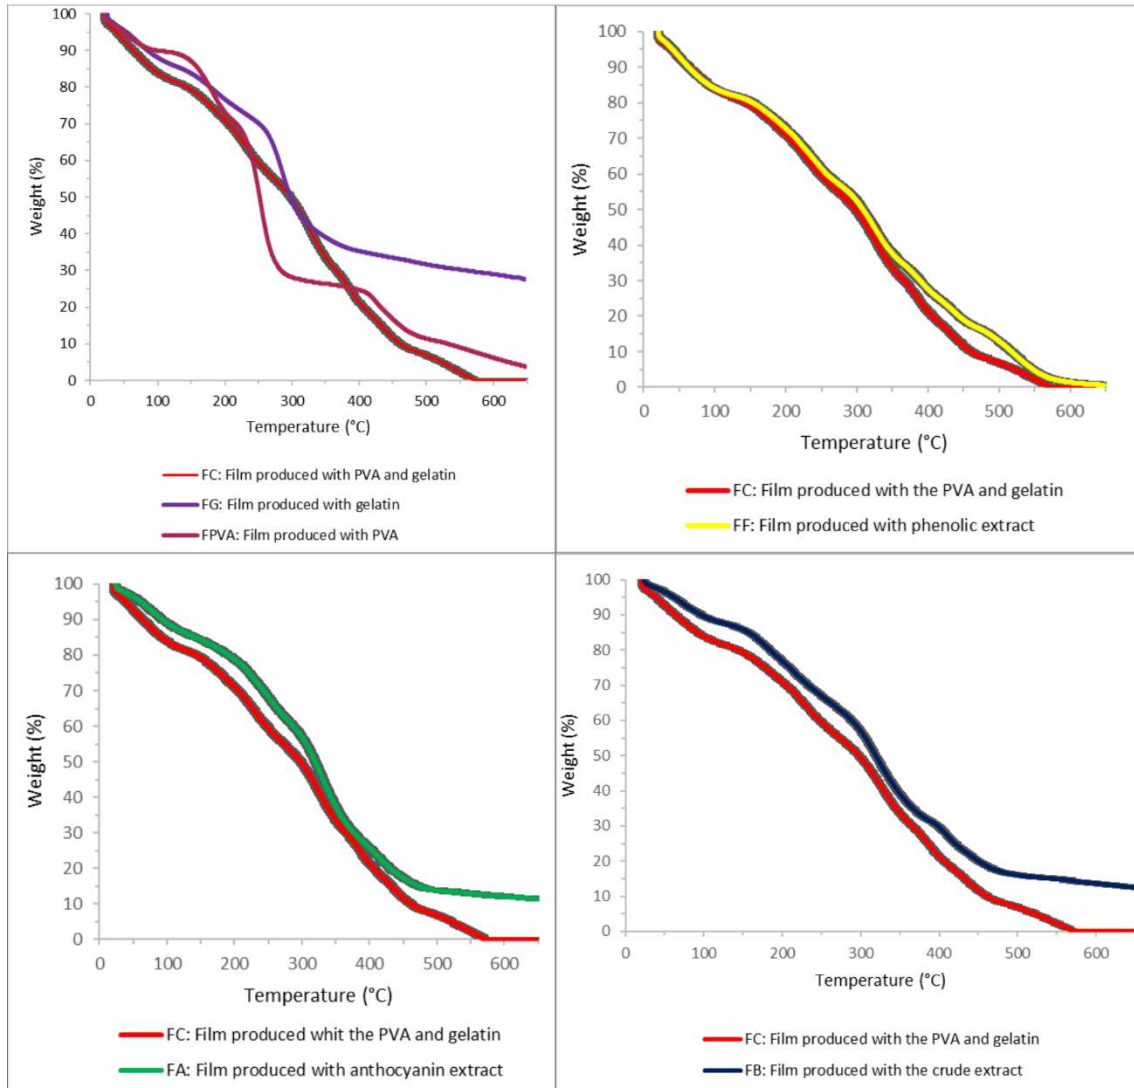 100
90
80
70
60
50
40
30
20
10
0
Weight (%)
0 100 200 300 400 500 600
Temperature (°C)
FC: Film produced with PVA and gelatin
FG: Film produced with gelatin
FPVA: Film produced with PVA
100
90
80
70
60
50
40
30
20
10
0
Weight (%)
0 100 200 300 400 500 600
Temperature (°C)
FC: Film produced with the PVA and gelatin
FF: Film produced with phenolic extract
100
90
80
70
60
50
40
30
20
10
0
Weight (%)
0 100 200 300 400 500 600
Temperature (°C)
FC: Film produced whit the PVA and gelatin
FA: Film produced with anthocyanin extract
100
90
80
70
60
50
40
30
20
10
0
Weight (%)
0 100 200 300 400 500 600
Temperature (°C)
FC: Film produced with the PVA and gelatin
FB: Film produced with the crude extract